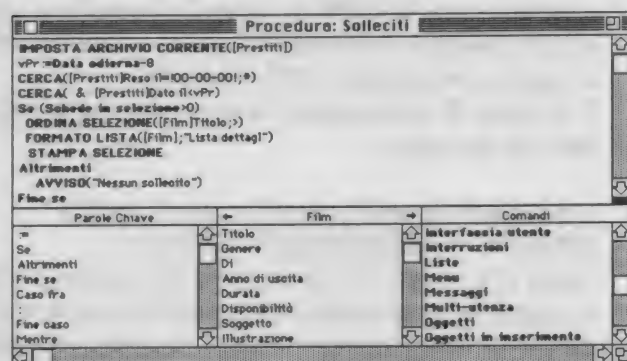 Procedura: Solleciti
IMPOSTA ARCHIVIO CORRENTE([Prestiti])
vPr:=Data odierna-8
CERCA([Prestiti]Reso il=!00-00-00!;*)
CERCA( & [Prestiti]Dato il<vPr)
Se (Schede in selezione>0)
ORDINA SELEZIONE([Film]Titolo;>)
FORMATO LISTA([Film];"Lista dettagl")
STAMPA SELEZIONE
Altrimenti
AVVISO("Nessun sollecito")
Fine se
Parole Chiave ← Film → Comandi
:= Titolo Interfaccia utente
Se Genere Interruzioni
Altrimenti Di Liste
Fine se Anno di uscita Menu
Caso fra Durata Messaggi
: Disponibilità Multi-utenza
Fine caso Soggetto Oggetti
Mentre Illustrazione Oggetti in inserimento